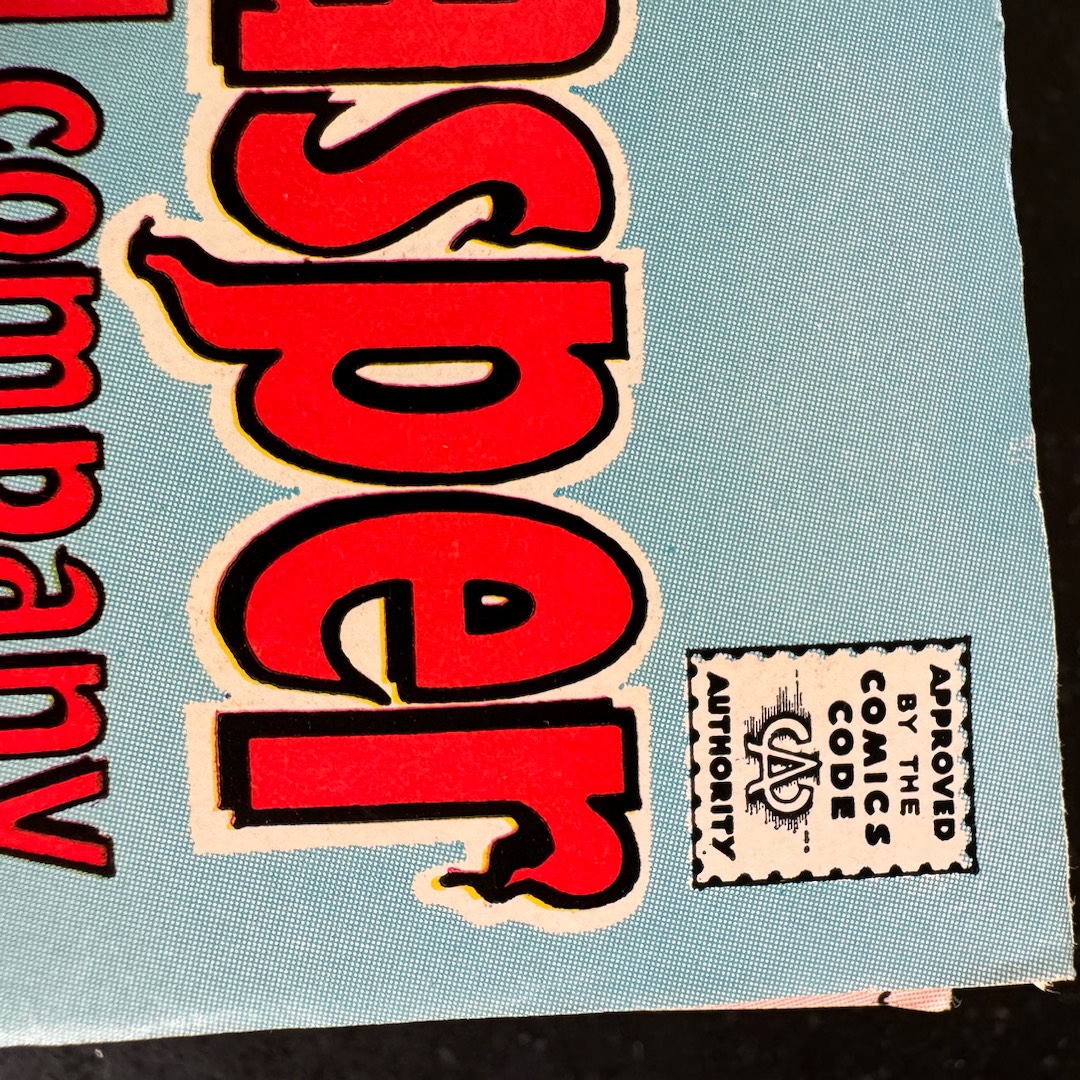 APPROVED
BY THE
COMICS
CODE
CA
AUTHORITY
asper
company